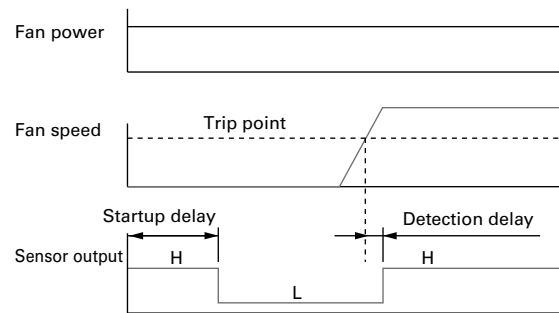 Fan power
Fan speed
Trip point
Startup delay
Detection delay
Sensor output
H
L
H